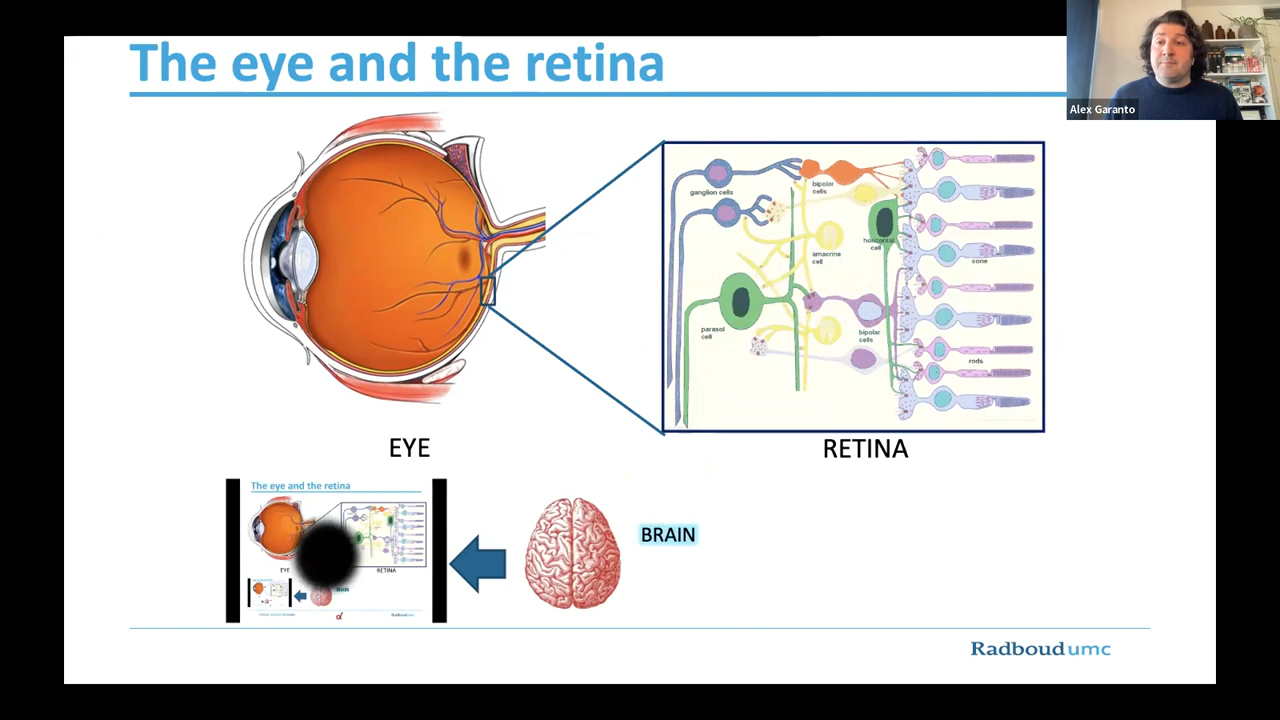 The eye and the retina
Alex Garanto
ganglion cells
bipolar
cells
horizontal
cell
amacrine
cell
cone
parasol
cell
bipolar
cells
rods
EYE
RETINA
The eye and the retina
EYE
RETINA
BRAIN
BRAIN
Radboudumc
Radboudumc